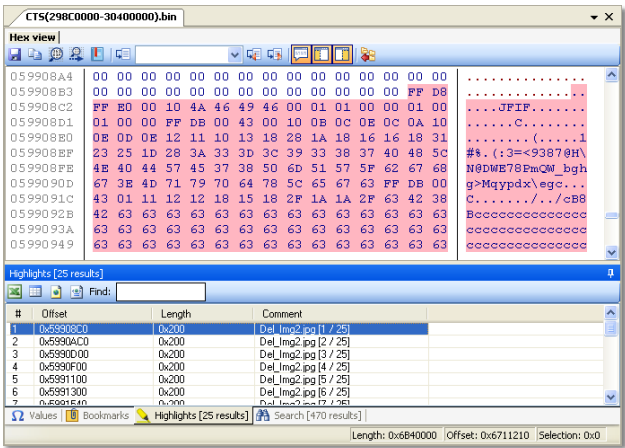 CTS(298C0000-30400000).bin
Hex view
059908A4 00 00 00 00 00 00 00 00 00 00 00 00 00 00 00 ...............
059908B3 00 00 00 00 00 00 00 00 00 00 00 00 00 FF D8 ...............
059908C2 FF E0 00 10 4A 46 49 46 00 01 01 00 00 01 00 ....JFIF.......
059908D1 01 00 00 FF DB 00 43 00 10 0B 0C 0E 0C 0A 10 ......C........
059908E0 0E 0D 0E 12 11 10 13 18 28 1A 18 16 16 18 31 ........(.....1
059908EF 23 25 1D 28 3A 33 3D 3C 39 33 38 37 40 48 5C #%.(:3=<9387@H\
059908FE 4E 40 44 57 45 37 38 50 6D 51 57 5F 62 67 68 N@DWE78PmQW_bgh
0599090D 67 3E 4D 71 79 70 64 78 5C 65 67 63 FF DB 00 g>Mqypdx\egc...
0599091C 43 01 11 12 12 18 15 18 2F 1A 1A 2F 63 42 38 C......./../cB8
0599092B 42 63 63 63 63 63 63 63 63 63 63 63 63 63 63 Bcccccccccccccc
0599093A 63 63 63 63 63 63 63 63 63 63 63 63 63 63 63 ccccccccccccccc
05990949 63 63 63 63 63 63 63 63 63 63 63 63 63 63 63 ccccccccccccccc
Highlights [25 results]
Find:
# Offset Length Comment
1 0x59908C0 0x200 Del_Img2.jpg [1 / 25]
2 0x5990AC0 0x200 Del_Img2.jpg [2 / 25]
3 0x5990D00 0x200 Del_Img2.jpg [3 / 25]
4 0x5990F00 0x200 Del_Img2.jpg [4 / 25]
5 0x5991100 0x200 Del_Img2.jpg [5 / 25]
6 0x5991300 0x200 Del_Img2.jpg [6 / 25]
7 0x5991540 0x200 Del_Img2.jpg [7 / 25]
Values Bookmarks Highlights [25 results] Search [470 results]
Length: 0x6B40000 Offset: 0x6711210 Selection: 0x0